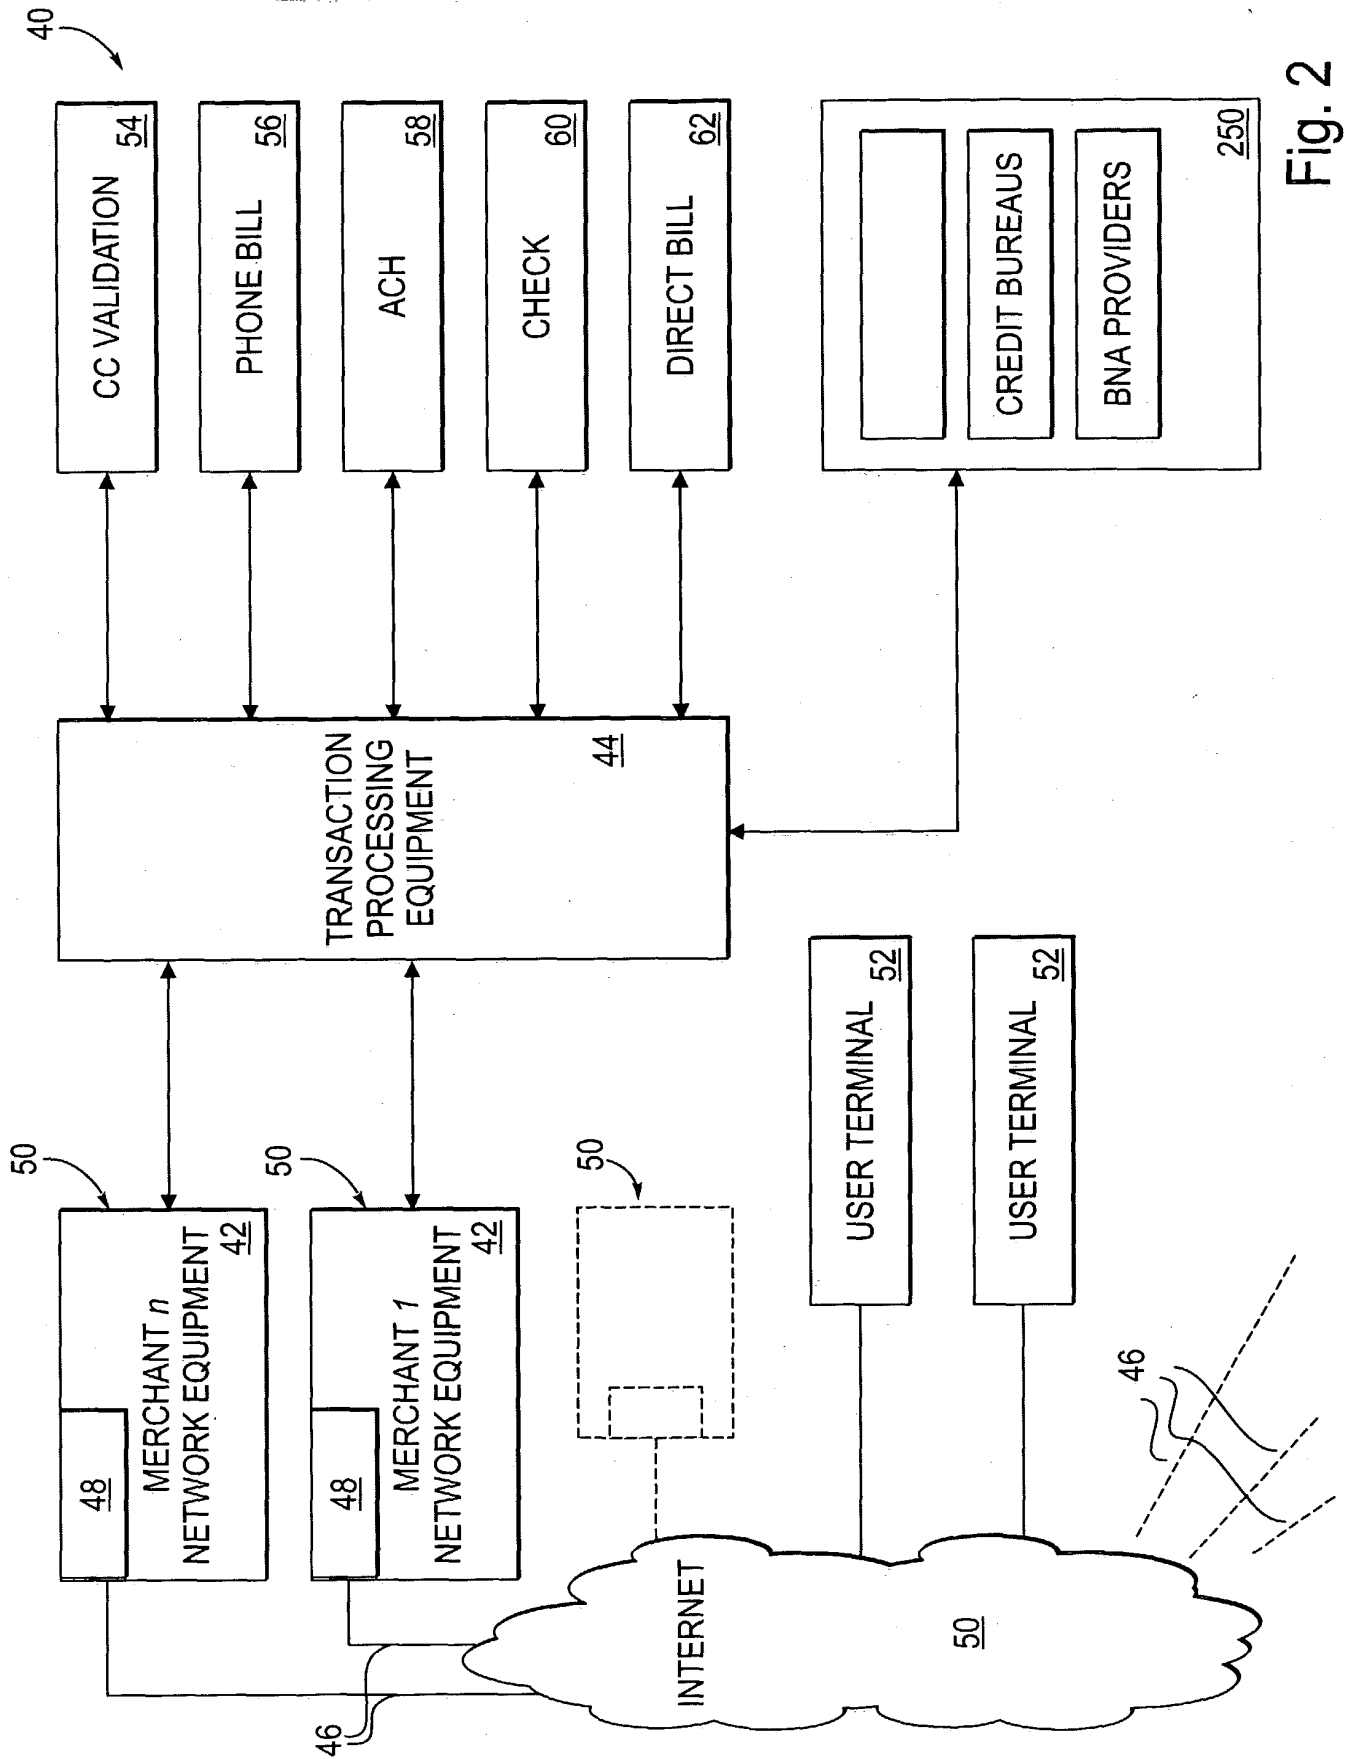 40
CC VALIDATION
54
PHONE BILL
56
ACH
58
CHECK
60
DIRECT BILL
62
CREDIT BUREAUS
BNA PROVIDERS
250
TRANSACTION
PROCESSING
EQUIPMENT
44
50
MERCHANT n
NETWORK EQUIPMENT
42
48
50
MERCHANT 1
NETWORK EQUIPMENT
42
48
50
USER TERMINAL
52
USER TERMINAL
52
46
INTERNET
50
46
Fig. 2